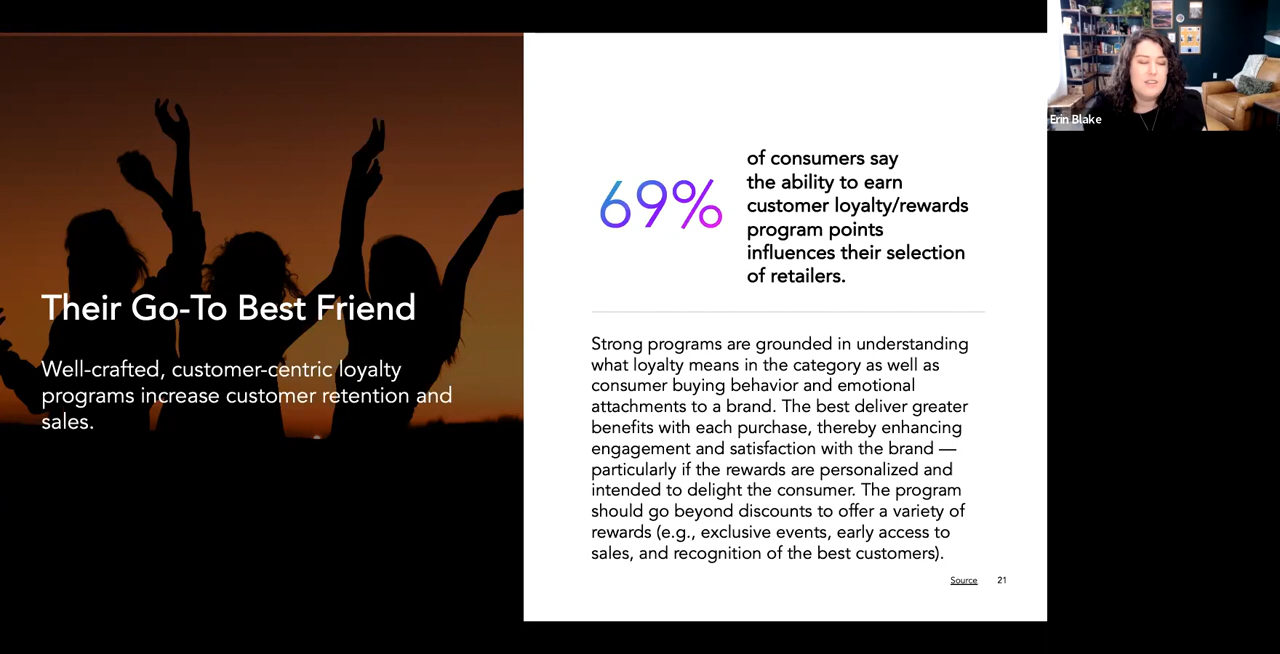 Their Go-To Best Friend
Well-crafted, customer-centric loyalty
programs increase customer retention and
sales.
69%
of consumers say
the ability to earn
customer loyalty/rewards
program points
influences their selection
of retailers.
Strong programs are grounded in understanding
what loyalty means in the category as well as
consumer buying behavior and emotional
attachments to a brand. The best deliver greater
benefits with each purchase, thereby enhancing
engagement and satisfaction with the brand —
particularly if the rewards are personalized and
intended to delight the consumer. The program
should go beyond discounts to offer a variety of
rewards (e.g., exclusive events, early access to
sales, and recognition of the best customers).
Source
21
Erin Blake